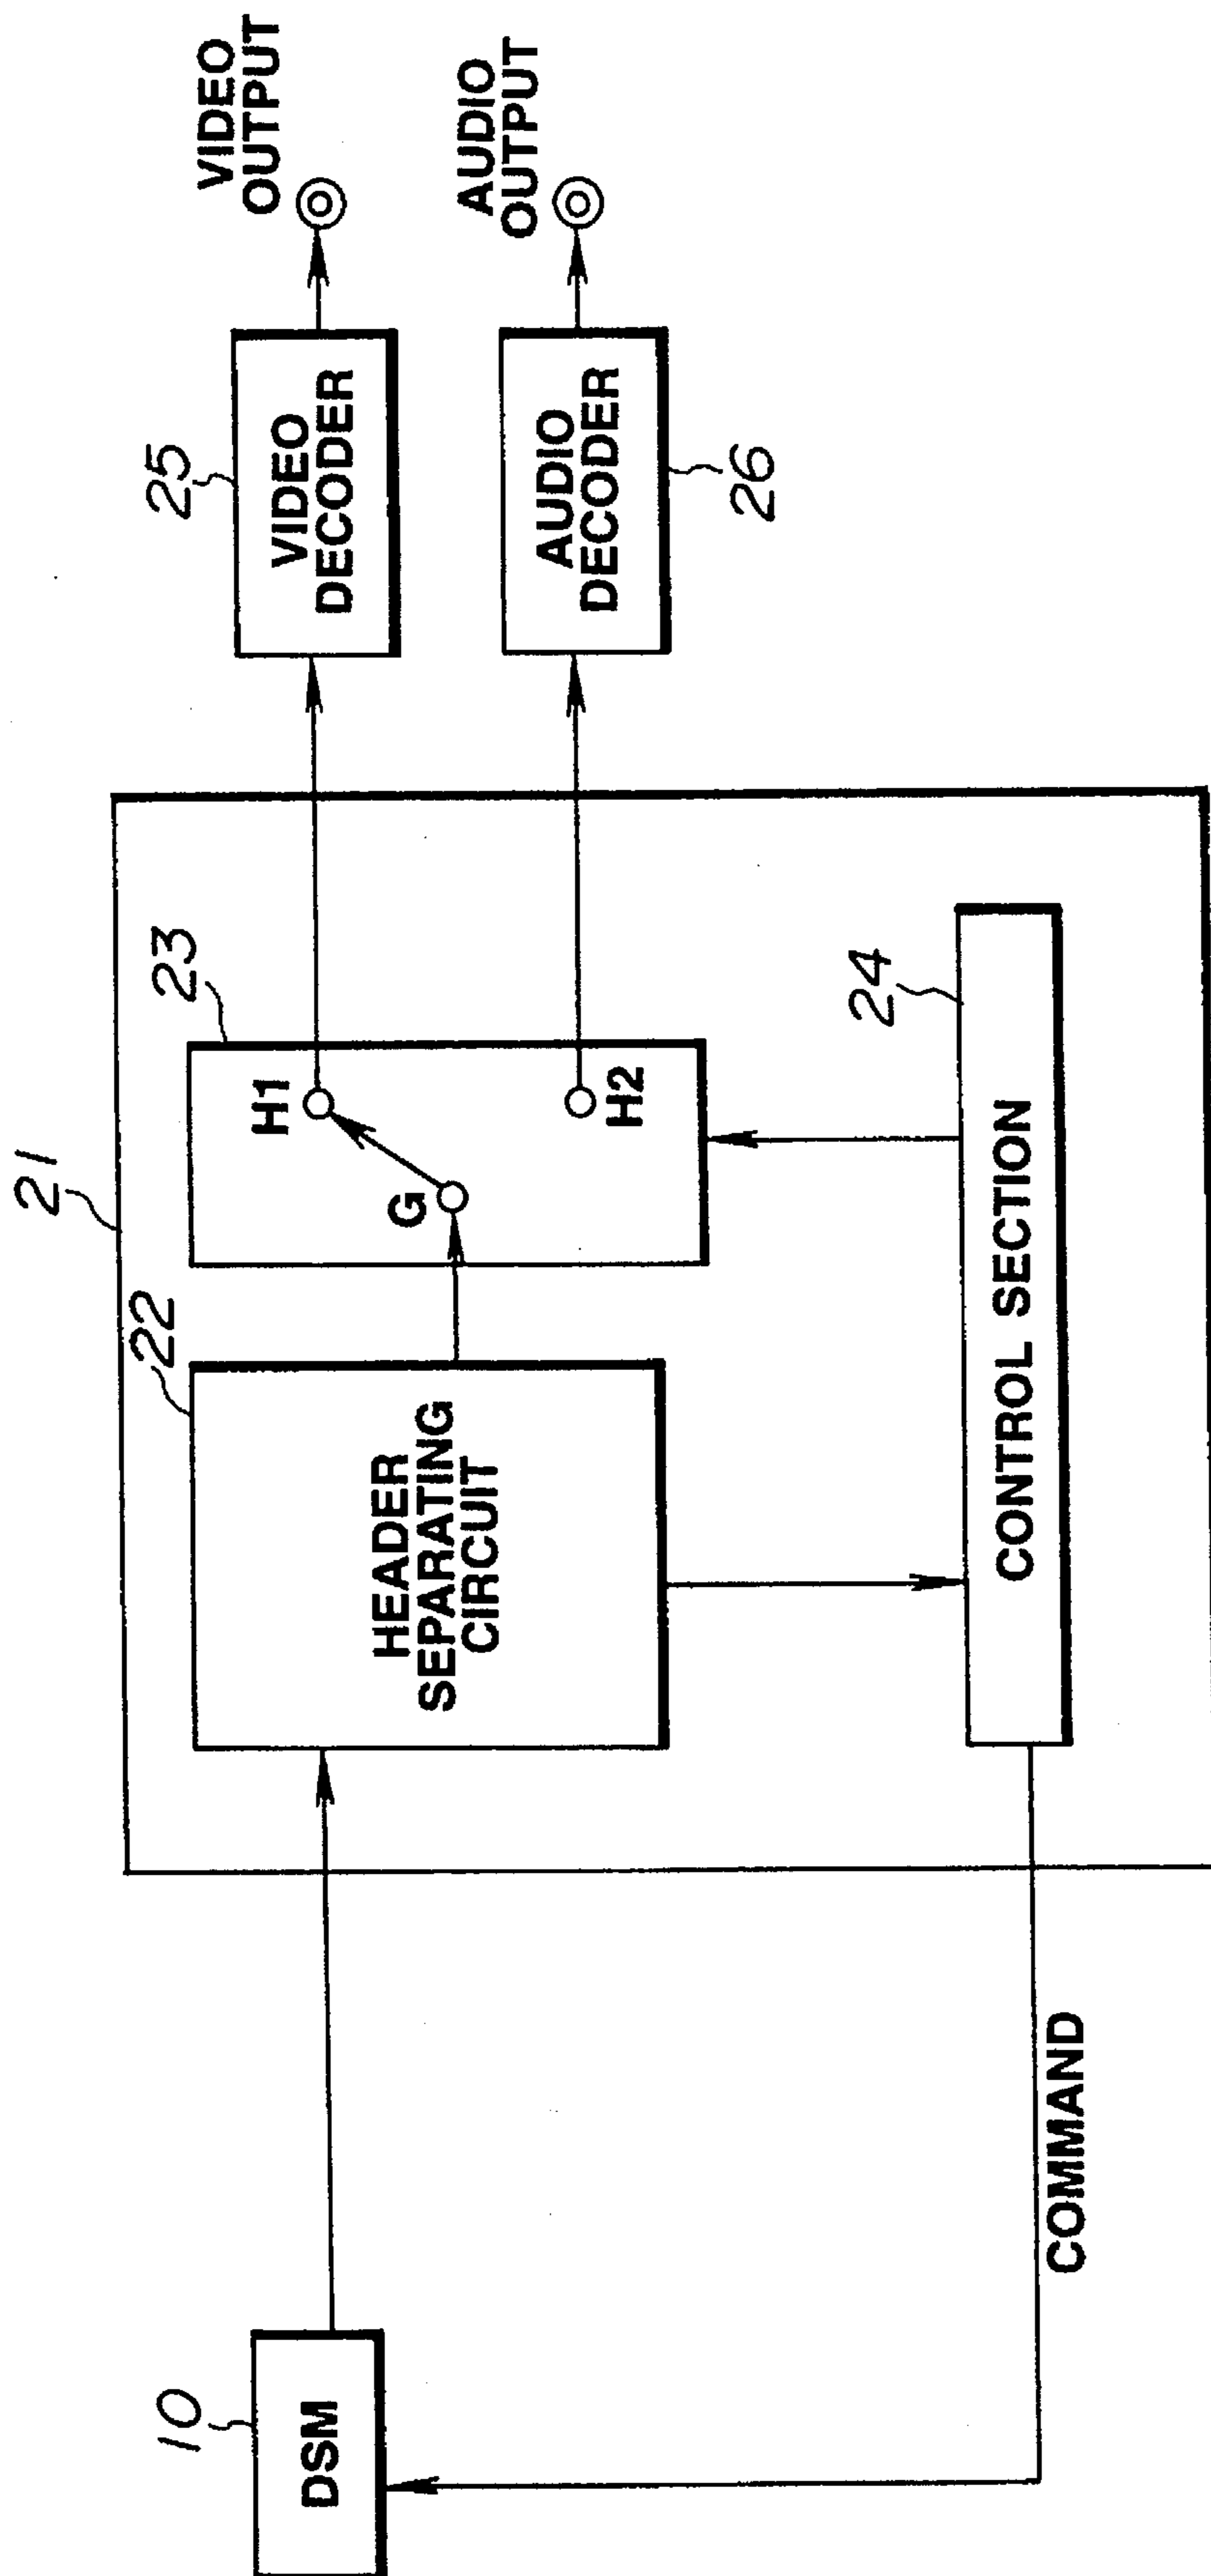 21
10
DSM
22
HEADER
SEPARATING
CIRCUIT
23
G
H1
H2
25
VIDEO
DECODER
VIDEO
OUTPUT
26
AUDIO
DECODER
AUDIO
OUTPUT
24
CONTROL SECTION
COMMAND